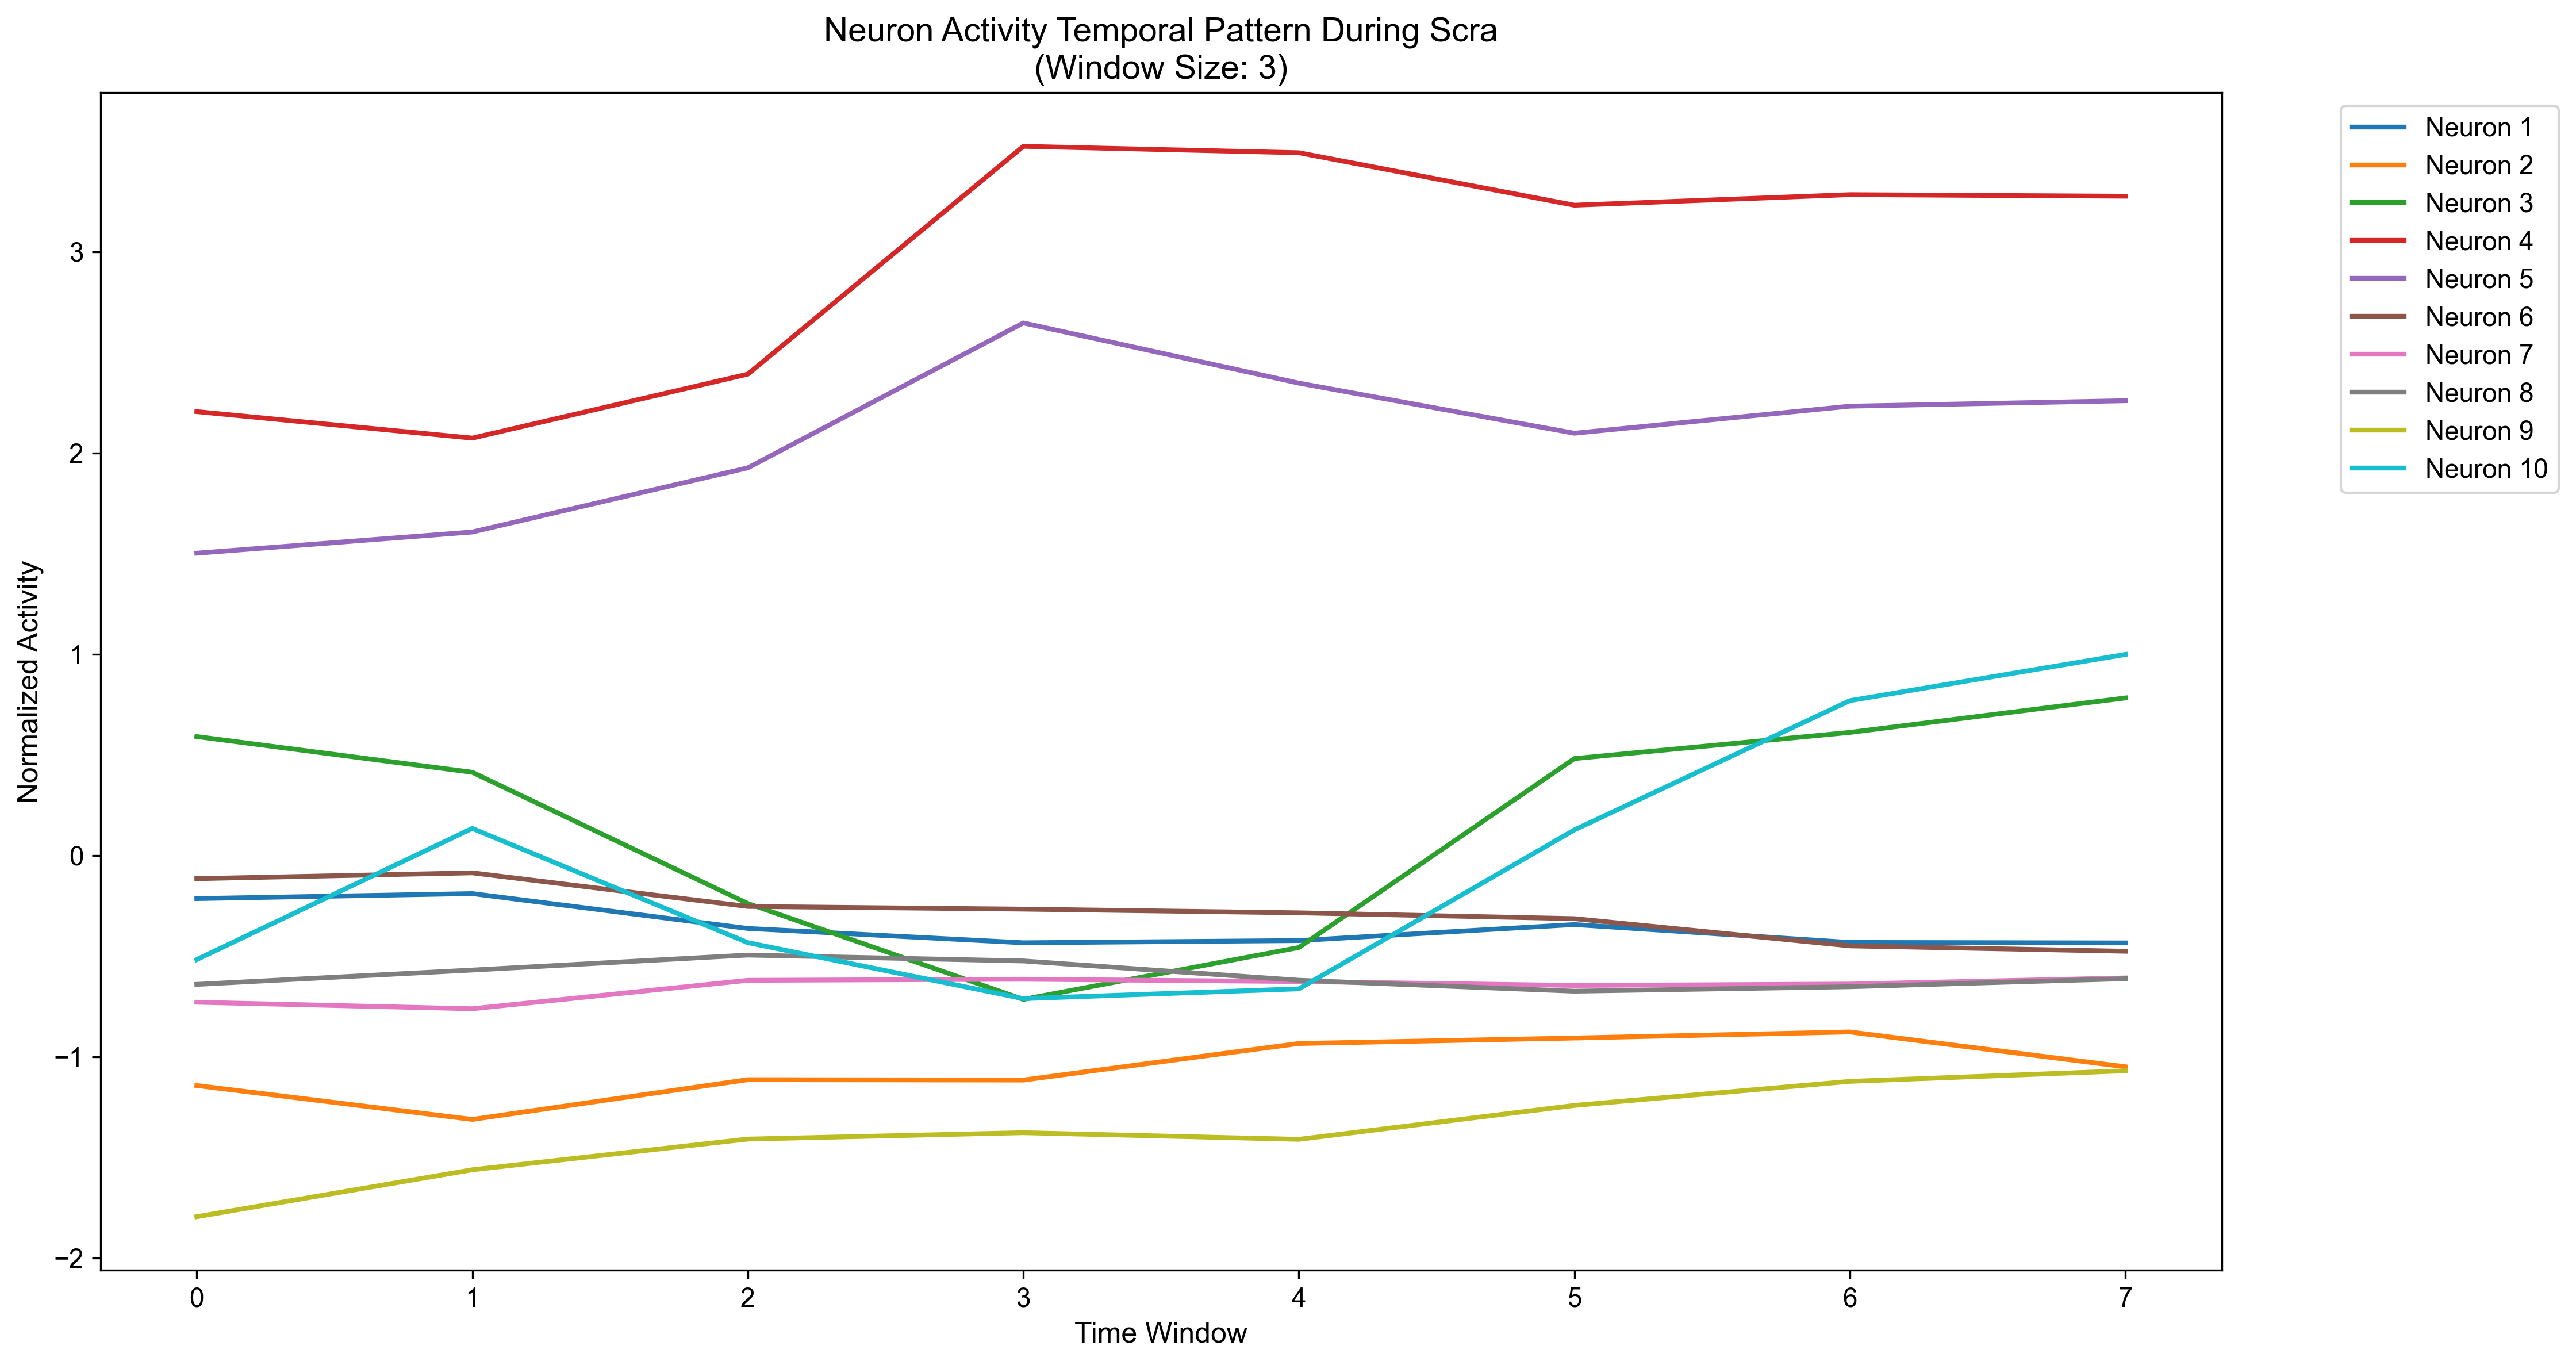 Neuron Activity Temporal Pattern During Scra
(Window Size: 3)
Neuron 1
Neuron 2
Neuron 3
Neuron 4
Neuron 5
Neuron 6
Neuron 7
Neuron 8
Neuron 9
Neuron 10
Normalized Activity
3
2
1
0
−1
−2
0 1 2 3 4 5 6 7
Time Window